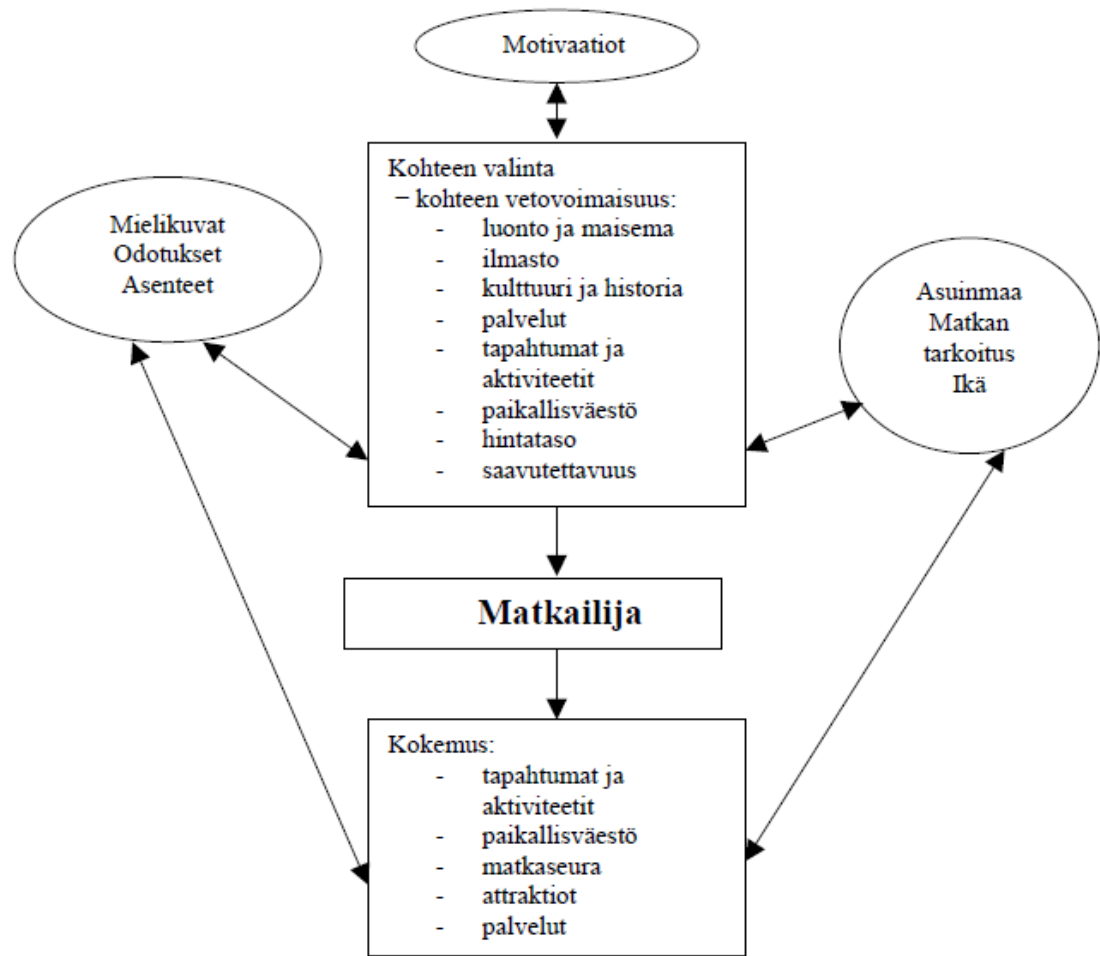 Motivaatiot
Kohteen valinta
– kohteen vetovoimaisuus:
- luonto ja maisema
- ilmasto
- kulttuuri ja historia
- palvelut
- tapahtumat ja
aktiviteetit
- paikallisväestö
- hintataso
- saavutettavuus
Mielikuvat
Odotukset
Asenteet
Asuinmaa
Matkan
tarkoitus
Ikä
Matkailija
Kokemus:
- tapahtumat ja
aktiviteetit
- paikallisväestö
- matkaseura
- attraktiot
- palvelut